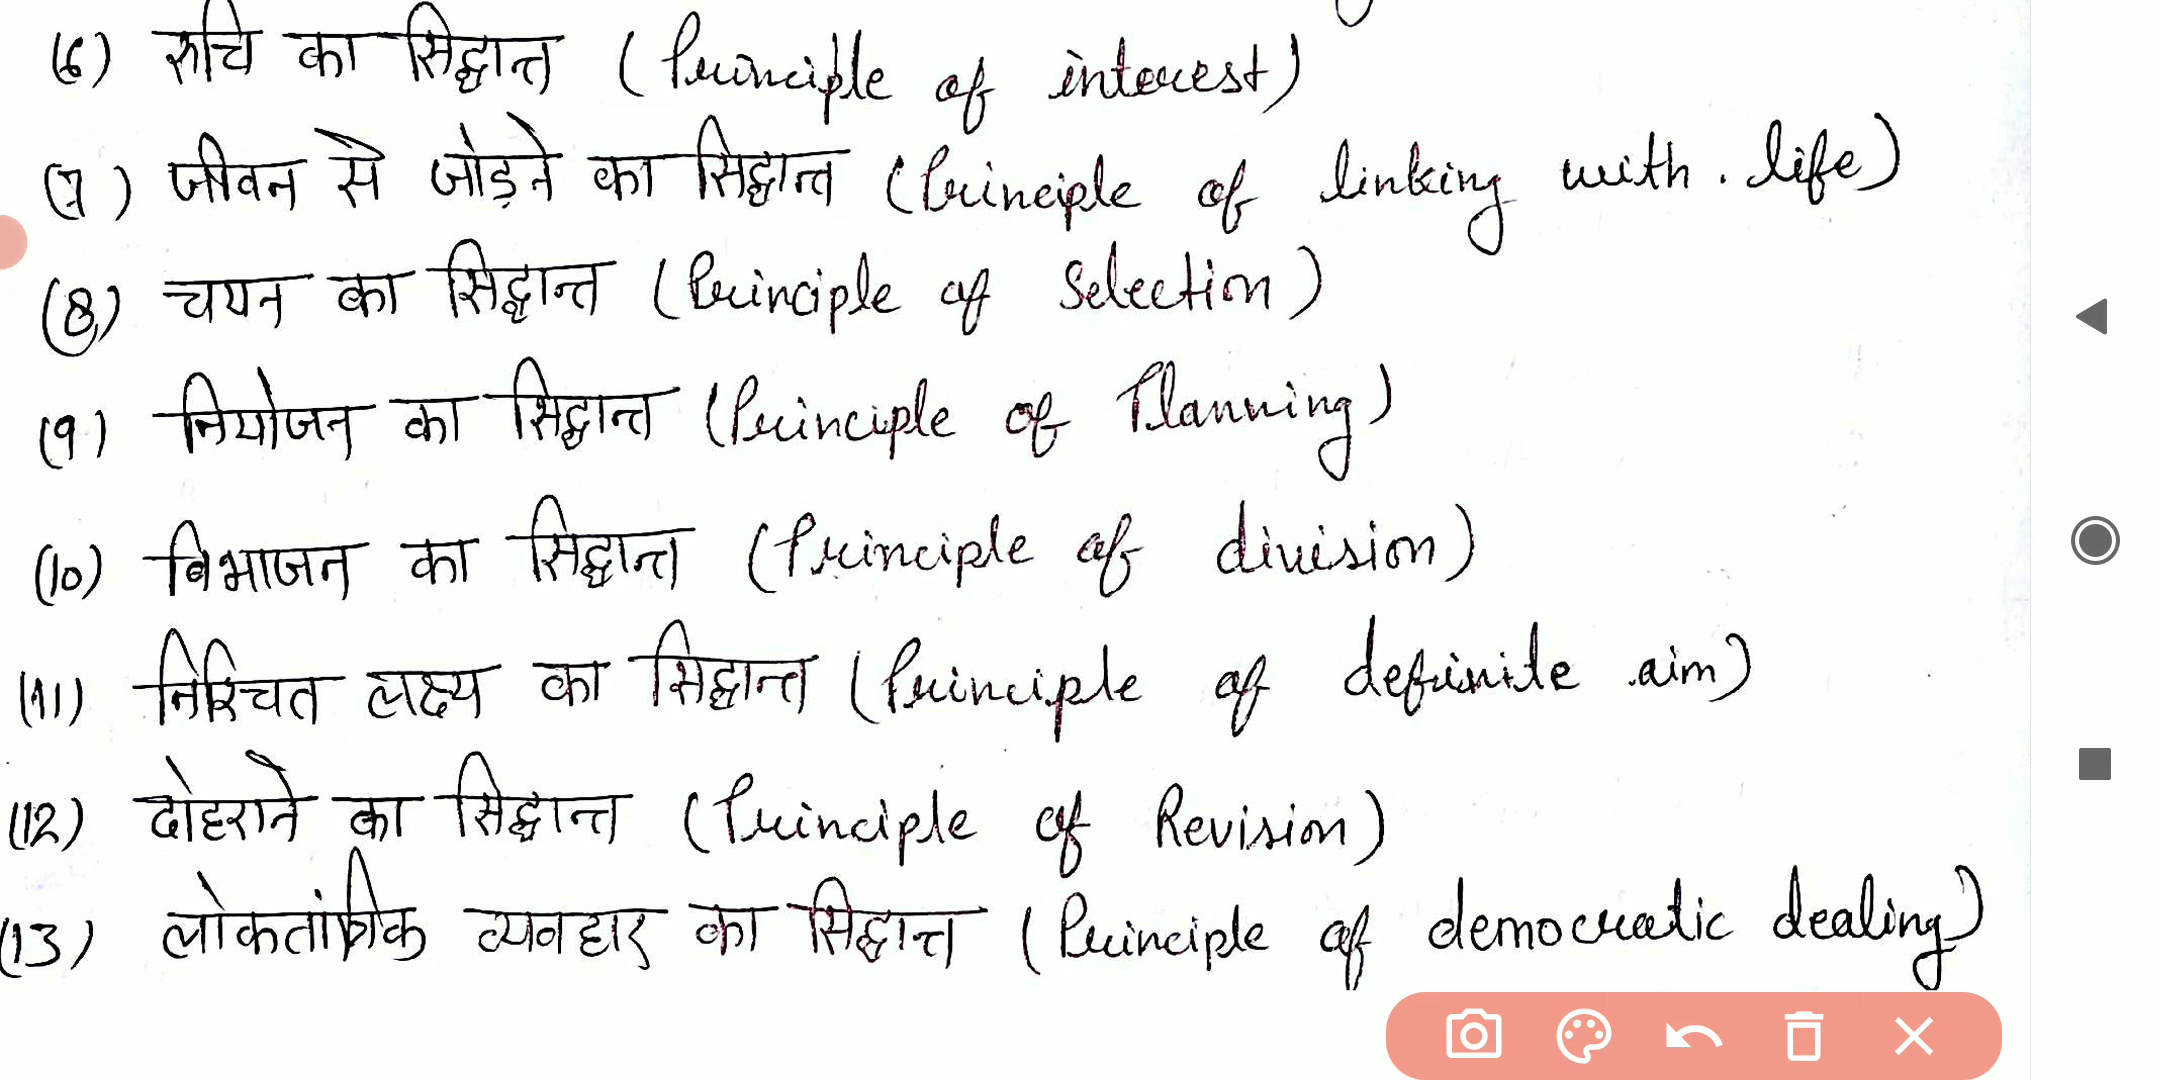 (6) रुचि का सिद्धान्त (Principle of interest)
(7) जीवन से जोड़ने का सिद्धान्त (Principle of linking with. life)
(8) चयन का सिद्धान्त (Principle of Selection)
(9) नियोजन का सिद्धान्त (Principle of Planning)
(10) विभाजन का सिद्धान्त (Principle of division)
(11) निश्चित लक्ष्य का सिद्धान्त (Principle of definite aim)
(12) दोहराने का सिद्धान्त (Principle of Revision)
(13) लोकतांत्रिक व्यवहार का सिद्धान्त (Principle of democratic dealing)